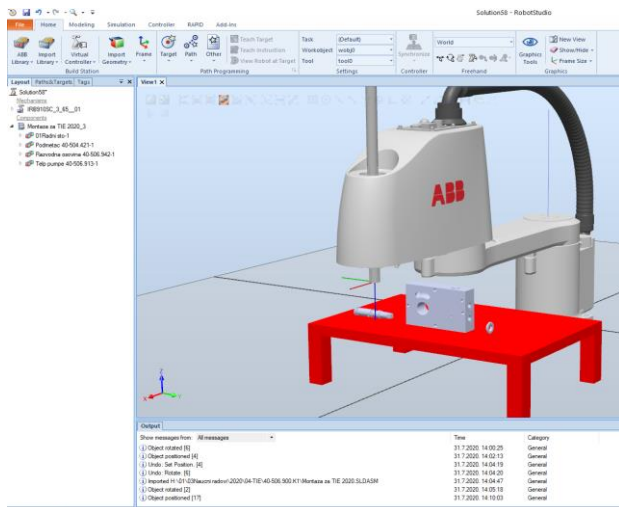 Solution58 - RobotStudio
File Home Modeling Simulation Controller RAPID Add-Ins
ABB Library Import Library Virtual Controller Import Geometry Frame Target Path Other Teach Target Task (Default) Synchronize World Graphics Tools New View
Teach Instruction Workobject wobj0 Show/Hide
View Robot at Target Tool tool0 Frame Size
Build Station Path Programming Settings Controller Freehand Graphics
Layout Paths&Targets Tags View1
Solution58*
Mechanisms
IRB910SC_3_65__01
Components
Montaza sa TIE 2020_3
01Radni sto-1
Podmetac 40-504.421-1
Razvodna osovina 40-506.942-1
Telp pumpe 40-506.913-1
ABB
Z
X Y
Output
Show messages from: All messages Time Category
Object rotated [6] 31.7.2020. 14:00:25 General
Object positioned [4] 31.7.2020. 14:02:13 General
Undo: Set Position. [4] 31.7.2020. 14:04:19 General
Undo: Rotate. [6] 31.7.2020. 14:04:20 General
Imported H:\01\03Naucni radovi\2020\04-TIE\40-506.900.K1\Montaza za TIE 2020.SLDASM 31.7.2020. 14:04:47 General
Object rotated [2] 31.7.2020. 14:05:18 General
Object positioned [17] 31.7.2020. 14:10:03 General